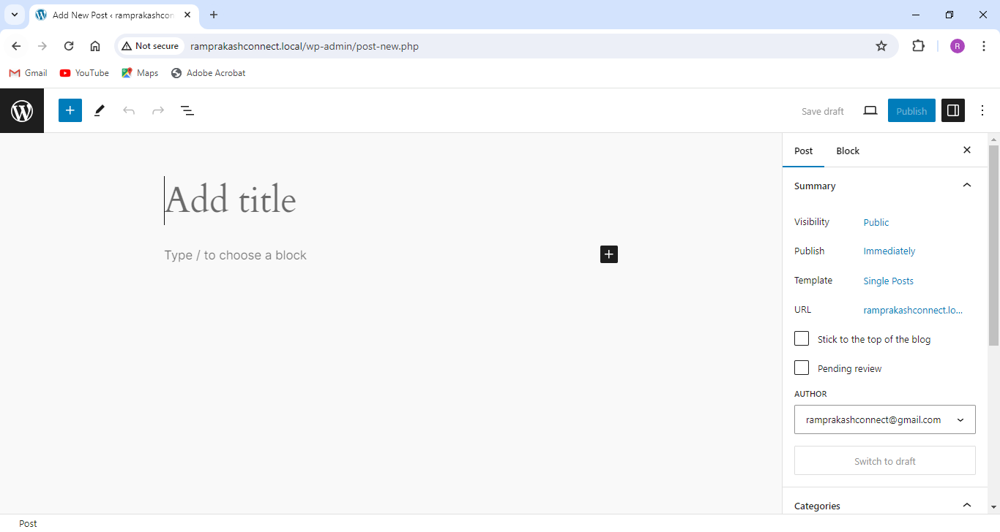 Add New Post ‹ ramprakashcon
Not secure ramprakashconnect.local/wp-admin/post-new.php
R
Gmail YouTube Maps Adobe Acrobat
Save draft Publish
Post Block
Add title
Type / to choose a block
Summary
Visibility Public
Publish Immediately
Template Single Posts
URL ramprakashconnect.lo...
Stick to the top of the blog
Pending review
AUTHOR
ramprakashconnect@gmail.com
Switch to draft
Categories
Post